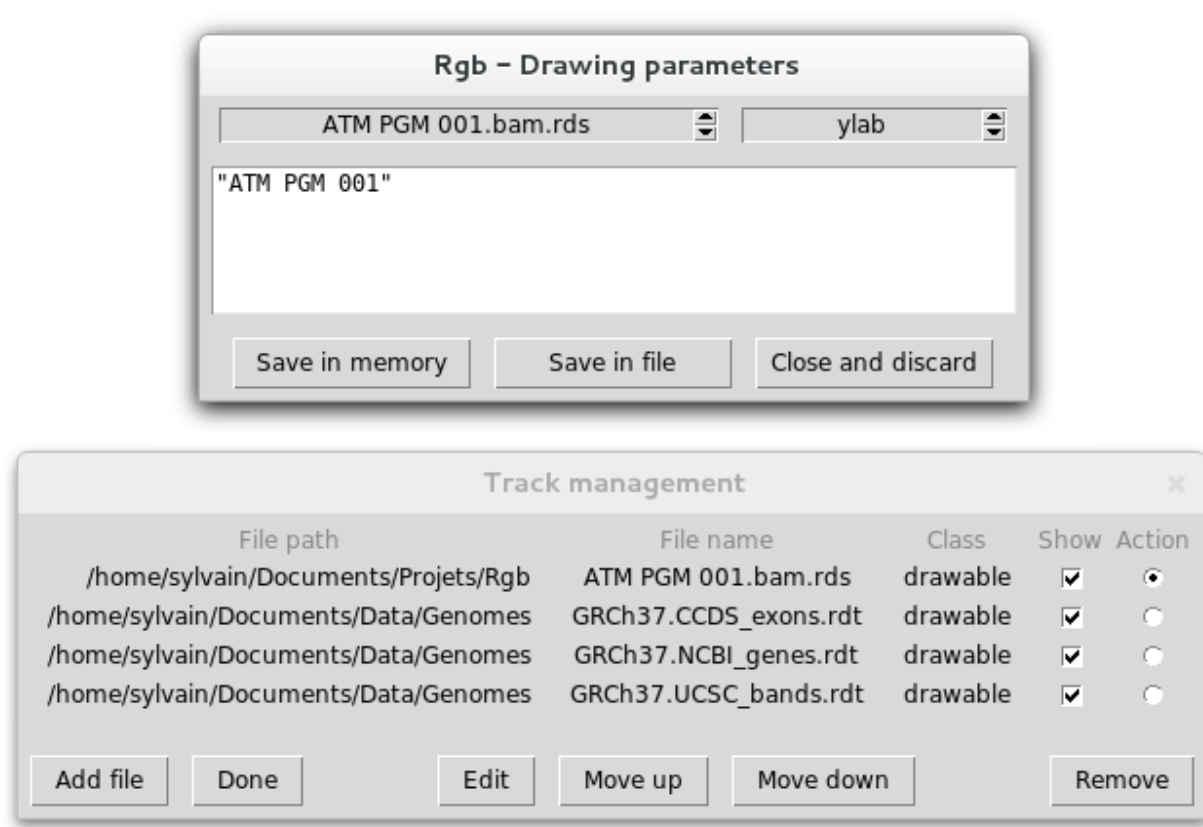 Rgb – Drawing parameters
ATM PGM 001.bam.rds ylab
"ATM PGM 001"
Save in memory Save in file Close and discard
Track management
File path File name Class Show Action
/home/sylvain/Documents/Projets/Rgb ATM PGM 001.bam.rds drawable
/home/sylvain/Documents/Data/Genomes GRCh37.CCDS_exons.rdt drawable
/home/sylvain/Documents/Data/Genomes GRCh37.NCBI_genes.rdt drawable
/home/sylvain/Documents/Data/Genomes GRCh37.UCSC_bands.rdt drawable
Add file Done Edit Move up Move down Remove